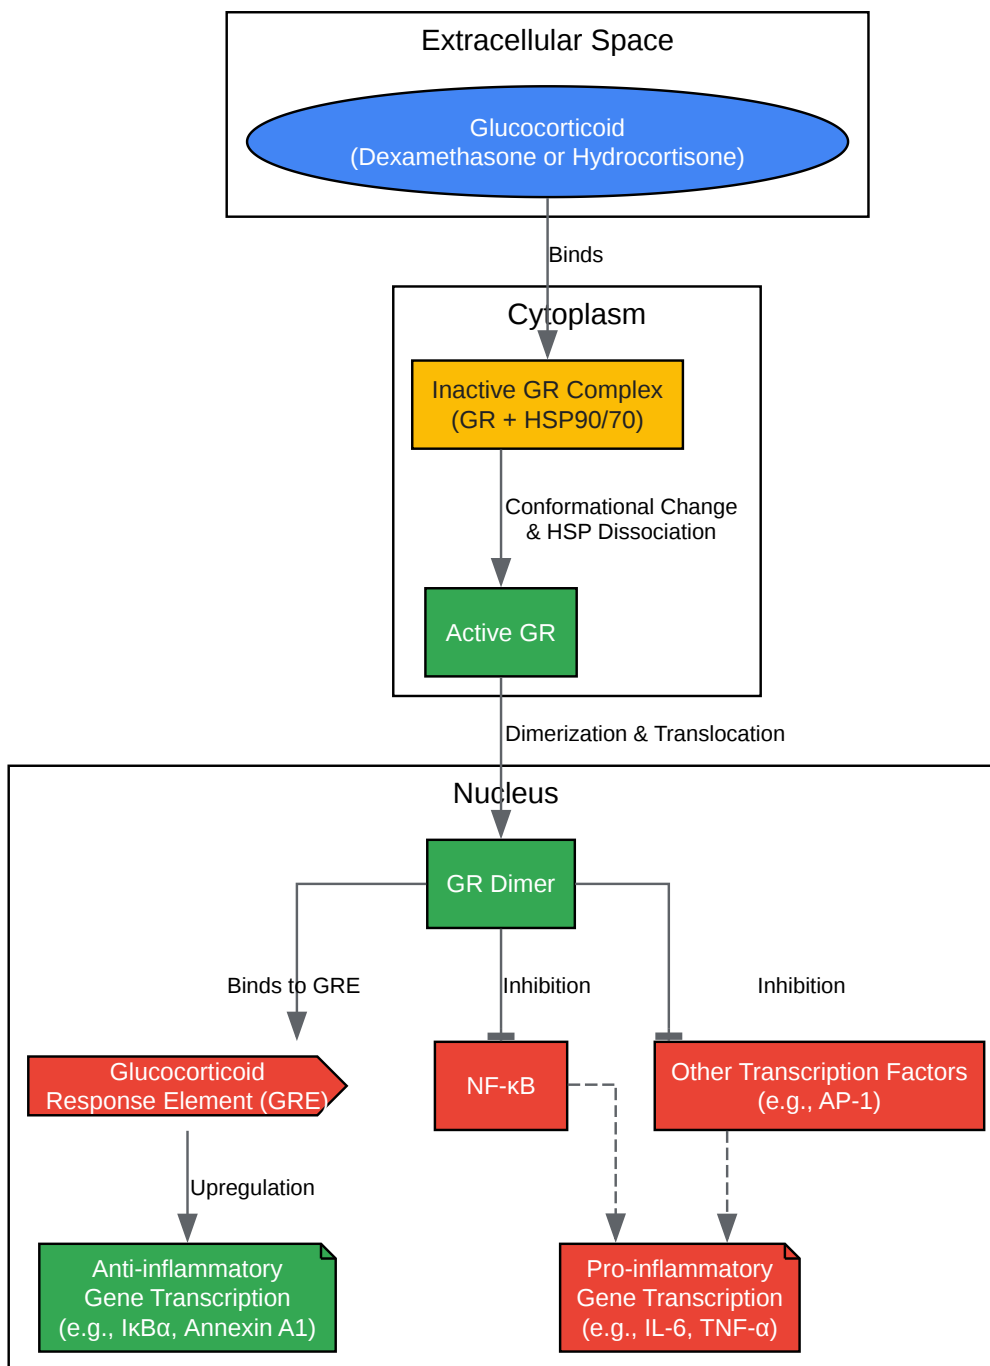 Extracellular Space
Glucocorticoid
(Dexamethasone or Hydrocortisone)
Binds
Cytoplasm
Inactive GR Complex
(GR + HSP90/70)
Conformational Change
& HSP Dissociation
Active GR
Dimerization & Translocation
Nucleus
GR Dimer
Binds to GRE
Inhibition
Inhibition
Glucocorticoid
Response Element (GRE)
NF-κB
Other Transcription Factors
(e.g., AP-1)
Upregulation
Anti-inflammatory
Gene Transcription
(e.g., IκBα, Annexin A1)
Pro-inflammatory
Gene Transcription
(e.g., IL-6, TNF-α)